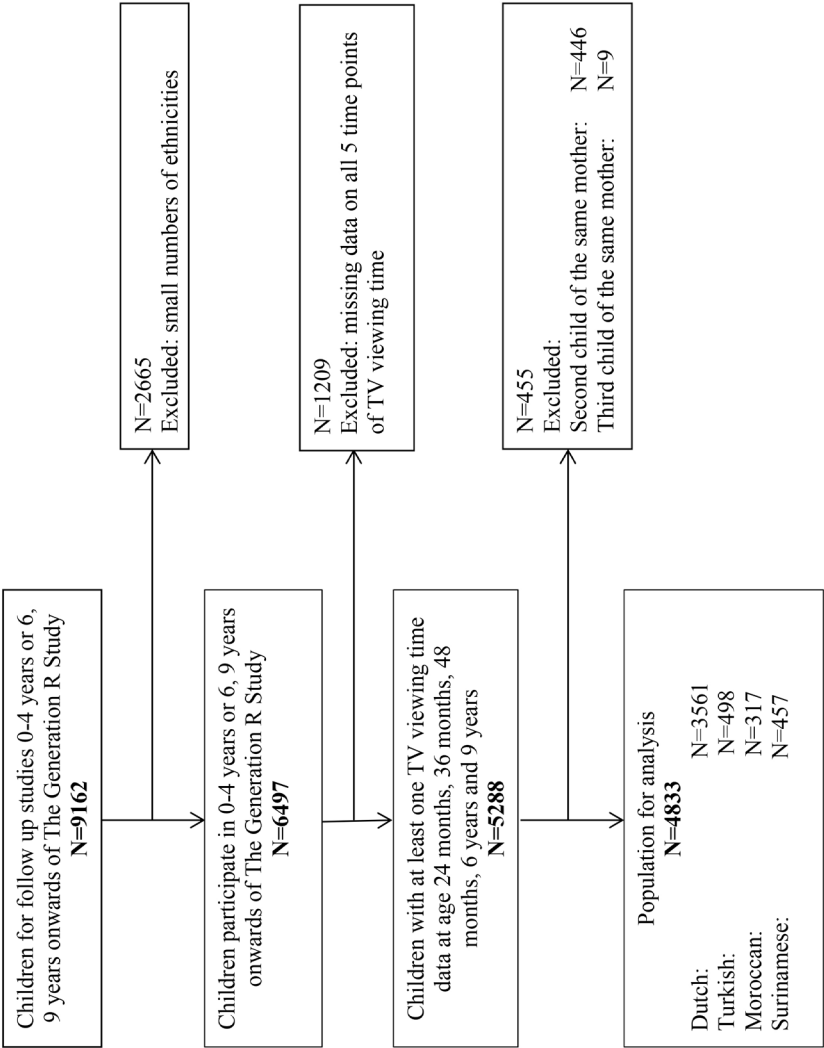 Children for follow up studies 0-4 years or 6,
9 years onwards of The Generation R Study
N=9162
N=2665
Excluded: small numbers of ethnicities
Children participate in 0-4 years or 6, 9 years
onwards of The Generation R Study
N=6497
N=1209
Excluded: missing data on all 5 time points
of TV viewing time
Children with at least one TV viewing time
data at age 24 months, 36 months, 48
months, 6 years and 9 years
N=5288
N=455
Excluded:
Second child of the same mother: N=446
Third child of the same mother: N=9
Population for analysis
N=4833
Dutch: N=3561
Turkish: N=498
Moroccan: N=317
Surinamese: N=457